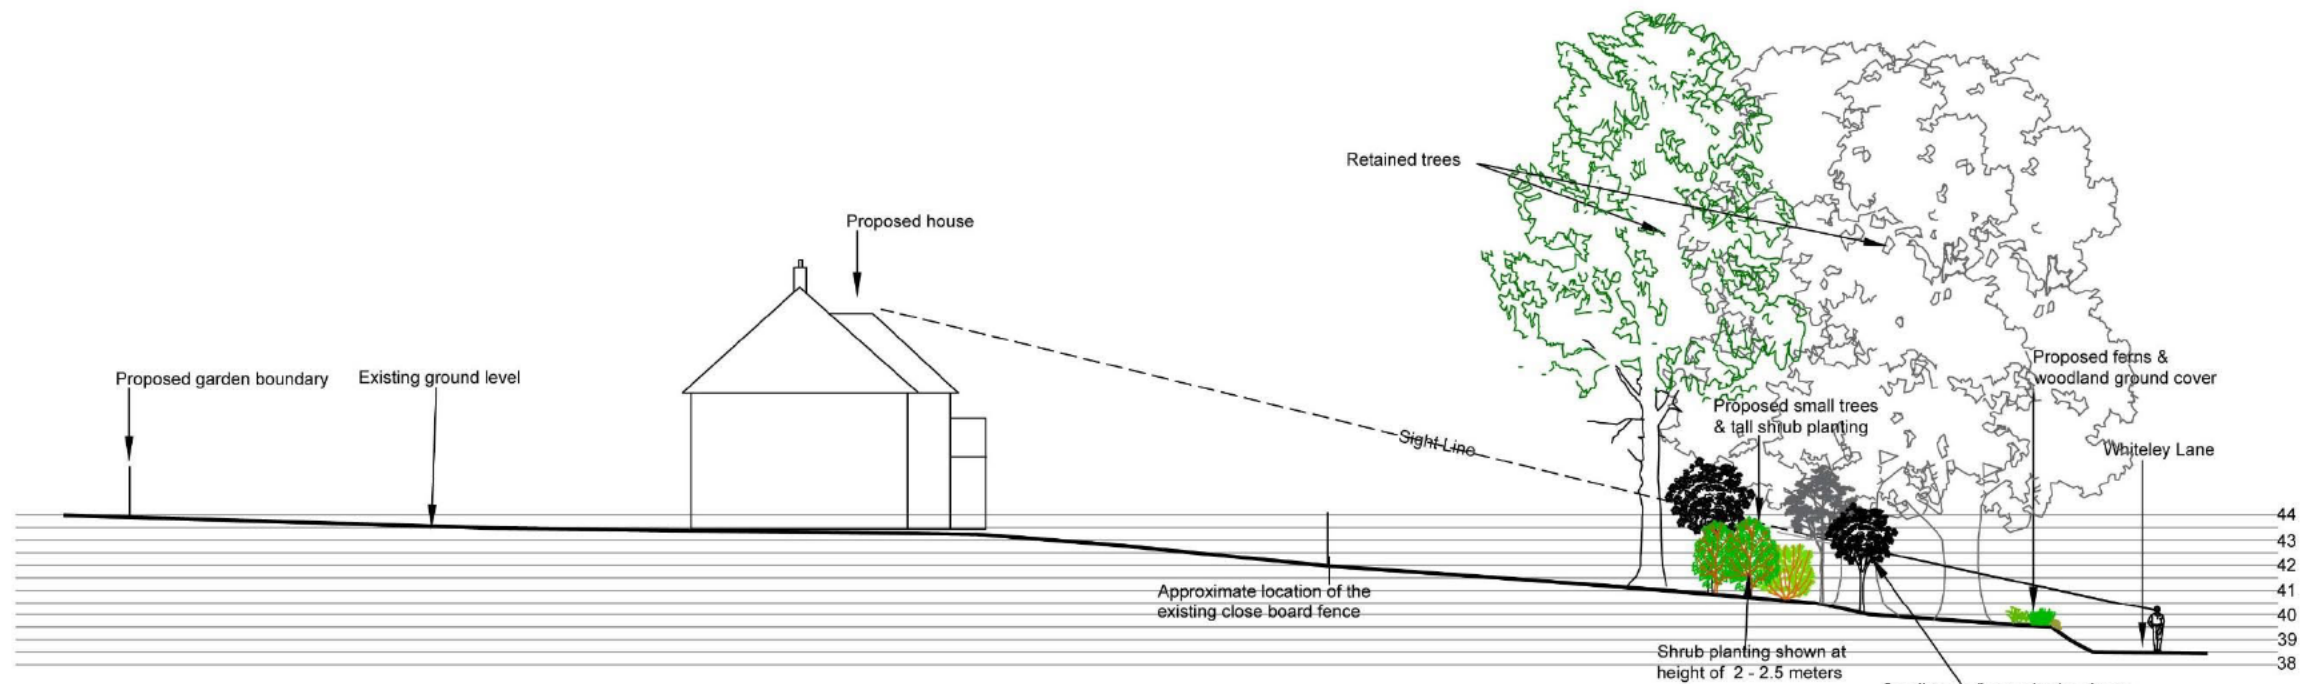 Retained trees
Proposed house
Proposed garden boundary
Existing ground level
Proposed ferns &
woodland ground cover
Proposed small trees
& tall shrub planting
Sight Line
Whiteley Lane
44
43
42
41
40
39
38
Approximate location of the
existing close board fence
Shrub planting shown at
height of 2 - 2.5 meters